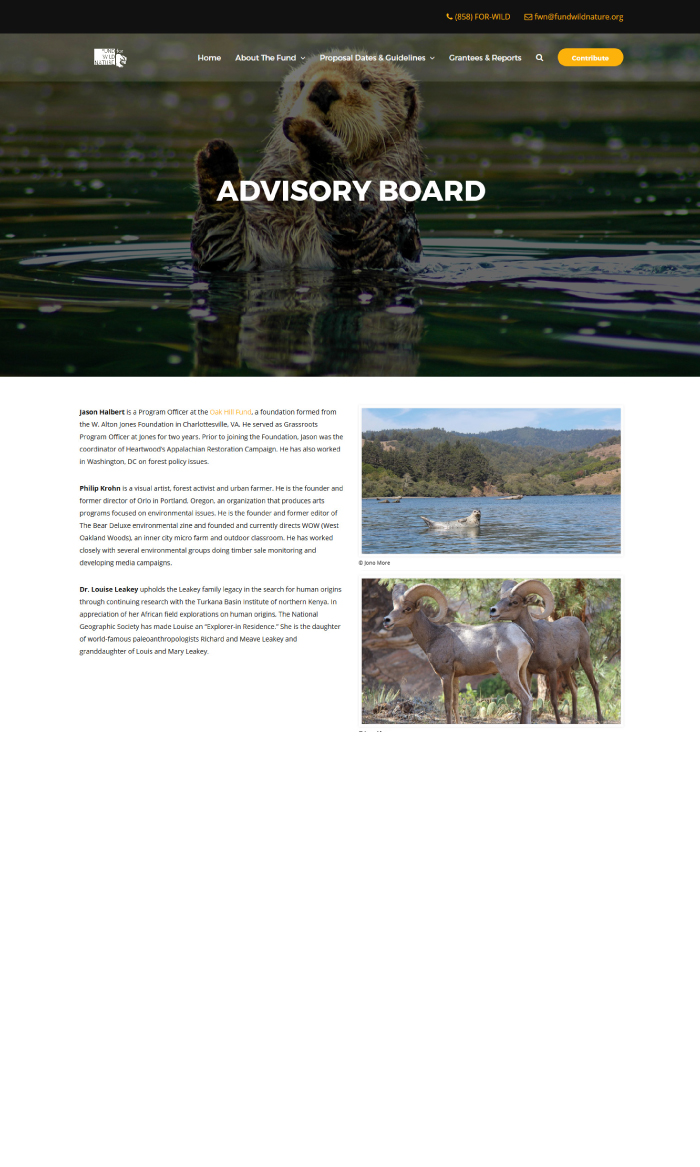 (858) FOR-WILD
fwn@fundwildnature.org
FUND for
WILD
NATURE
Home
About The Fund
Proposal Dates & Guidelines
Grantees & Reports
Contribute
ADVISORY BOARD
Jason Halbert is a Program Officer at the Oak Hill Fund, a foundation formed from
the W. Alton Jones Foundation in Charlottesville, VA. He served as Grassroots
Program Officer at Jones for two years. Prior to joining the Foundation, Jason was the
coordinator of Heartwood's Appalachian Restoration Campaign. He has also worked
in Washington, DC on forest policy issues.
Philip Krohn is a visual artist, forest activist and urban farmer. He is the founder and
former director of Orlo in Portland, Oregon, an organization that produces arts
programs focused on environmental issues. He is the founder and former editor of
The Bear Deluxe environmental zine and founded and currently directs WOW (West
Oakland Woods), an inner city micro farm and outdoor classroom. He has worked
closely with several environmental groups doing timber sale monitoring and
developing media campaigns.
Dr. Louise Leakey upholds the Leakey family legacy in the search for human origins
through continuing research with the Turkana Basin Institute of northern Kenya. In
appreciation of her African field explorations on human origins, The National
Geographic Society has made Louise an "Explorer-in Residence." She is the daughter
of world-famous paleoanthropologists Richard and Meave Leakey and
granddaughter of Louis and Mary Leakey.
© Jono More